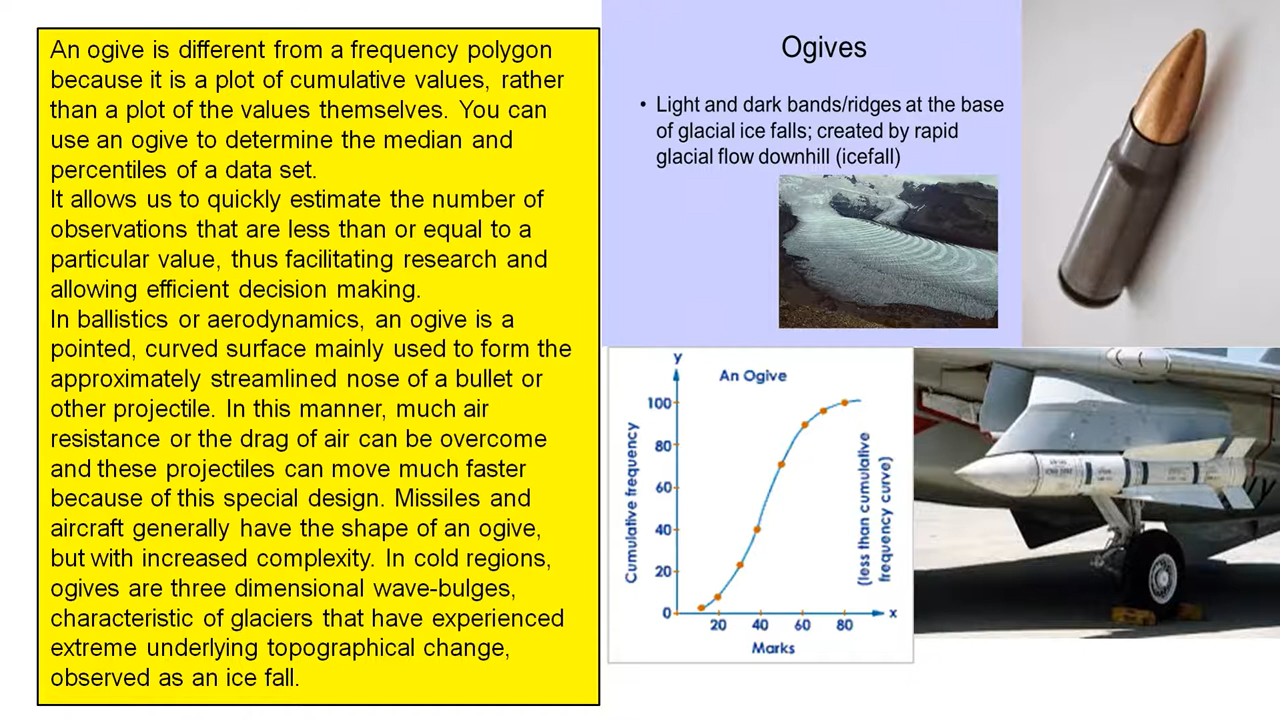 An ogive is different from a frequency polygon
because it is a plot of cumulative values, rather
than a plot of the values themselves. You can
use an ogive to determine the median and
percentiles of a data set.
It allows us to quickly estimate the number of
observations that are less than or equal to a
particular value, thus facilitating research and
allowing efficient decision making.
In ballistics or aerodynamics, an ogive is a
pointed, curved surface mainly used to form the
approximately streamlined nose of a bullet or
other projectile. In this manner, much air
resistance or the drag of air can be overcome
and these projectiles can move much faster
because of this special design. Missiles and
aircraft generally have the shape of an ogive,
but with increased complexity. In cold regions,
ogives are three dimensional wave-bulges,
characteristic of glaciers that have experienced
extreme underlying topographical change,
observed as an ice fall.
Ogives
• Light and dark bands/ridges at the base
of glacial ice falls; created by rapid
glacial flow downhill (icefall)
y
An Ogive
100
80
60
40
20
0
20 40 60 80
x
Marks
Cumulative frequency
(less than cumulative
frequency curve)